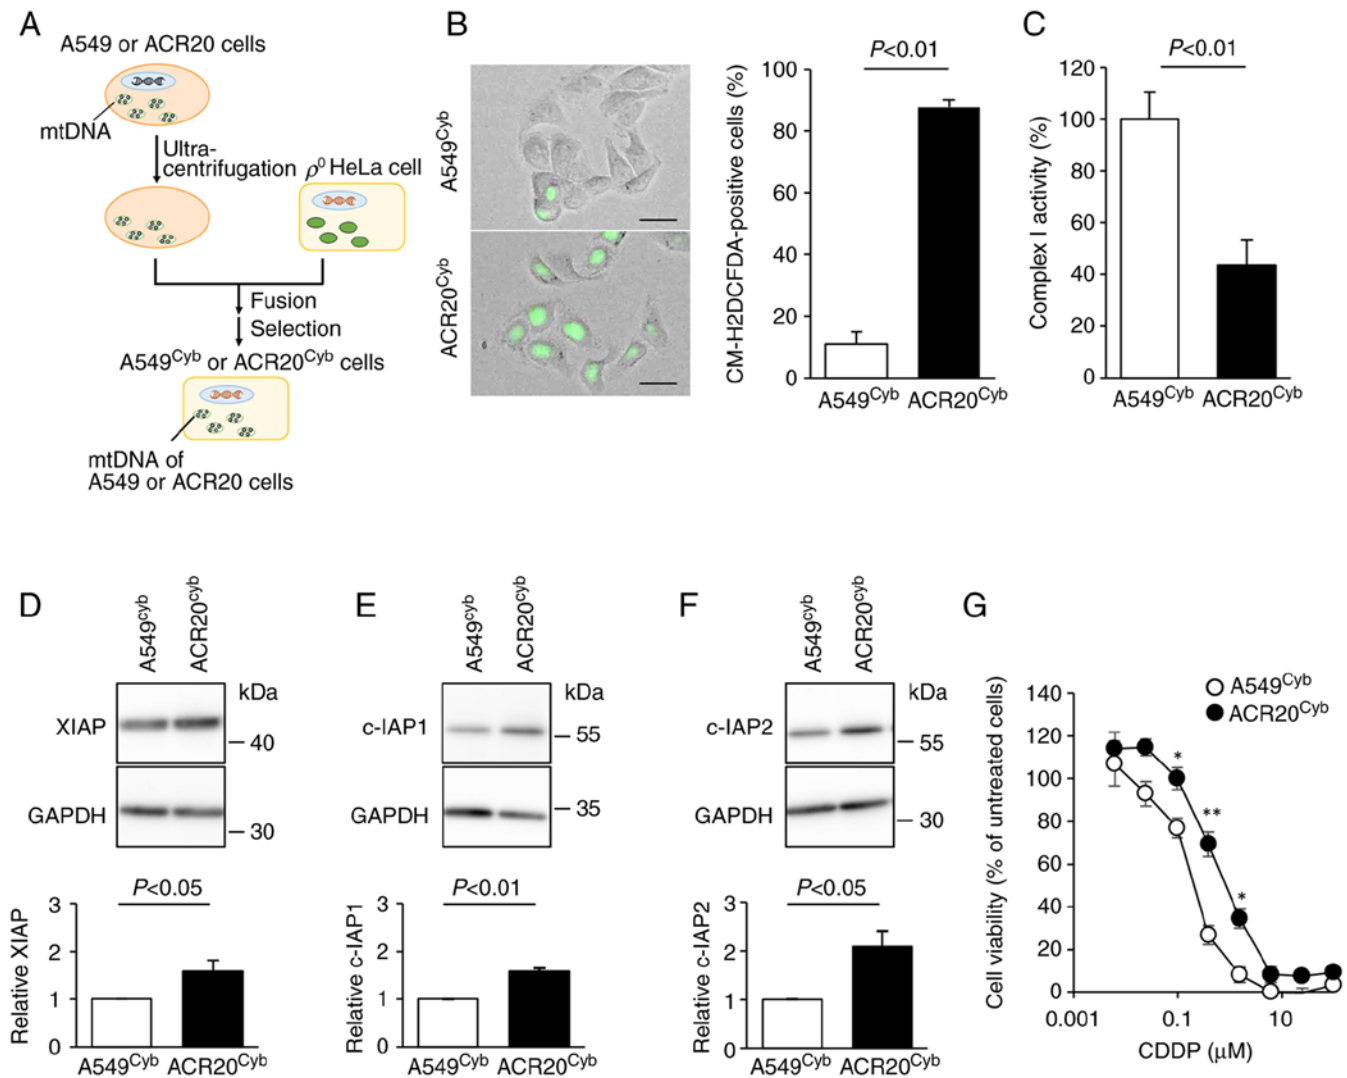 A
A549 or ACR20 cells
mtDNA
Ultra-
centrifugation
ρ⁰ HeLa cell
Fusion
Selection
A549Cyb or ACR20Cyb cells
mtDNA of
A549 or ACR20 cells
B
A549Cyb
ACR20Cyb
CM-H2DCFDA-positive cells (%)
P<0.01
100
80
60
40
20
0
A549Cyb ACR20Cyb
C
Complex I activity (%)
P<0.01
120
100
80
60
40
20
0
A549Cyb ACR20Cyb
D
A549cyb
ACR20cyb
kDa
XIAP
40
GAPDH
30
P<0.05
Relative XIAP
3
2
1
0
A549Cyb ACR20Cyb
E
A549cyb
ACR20cyb
kDa
c-IAP1
55
GAPDH
35
P<0.01
Relative c-IAP1
3
2
1
0
A549Cyb ACR20Cyb
F
A549cyb
ACR20cyb
kDa
c-IAP2
55
GAPDH
30
P<0.05
Relative c-IAP2
3
2
1
0
A549Cyb ACR20Cyb
G
A549Cyb
ACR20Cyb
Cell viability (% of untreated cells)
140
120
100
80
60
40
20
0
*
**
*
0.001 0.1 10
CDDP (μM)